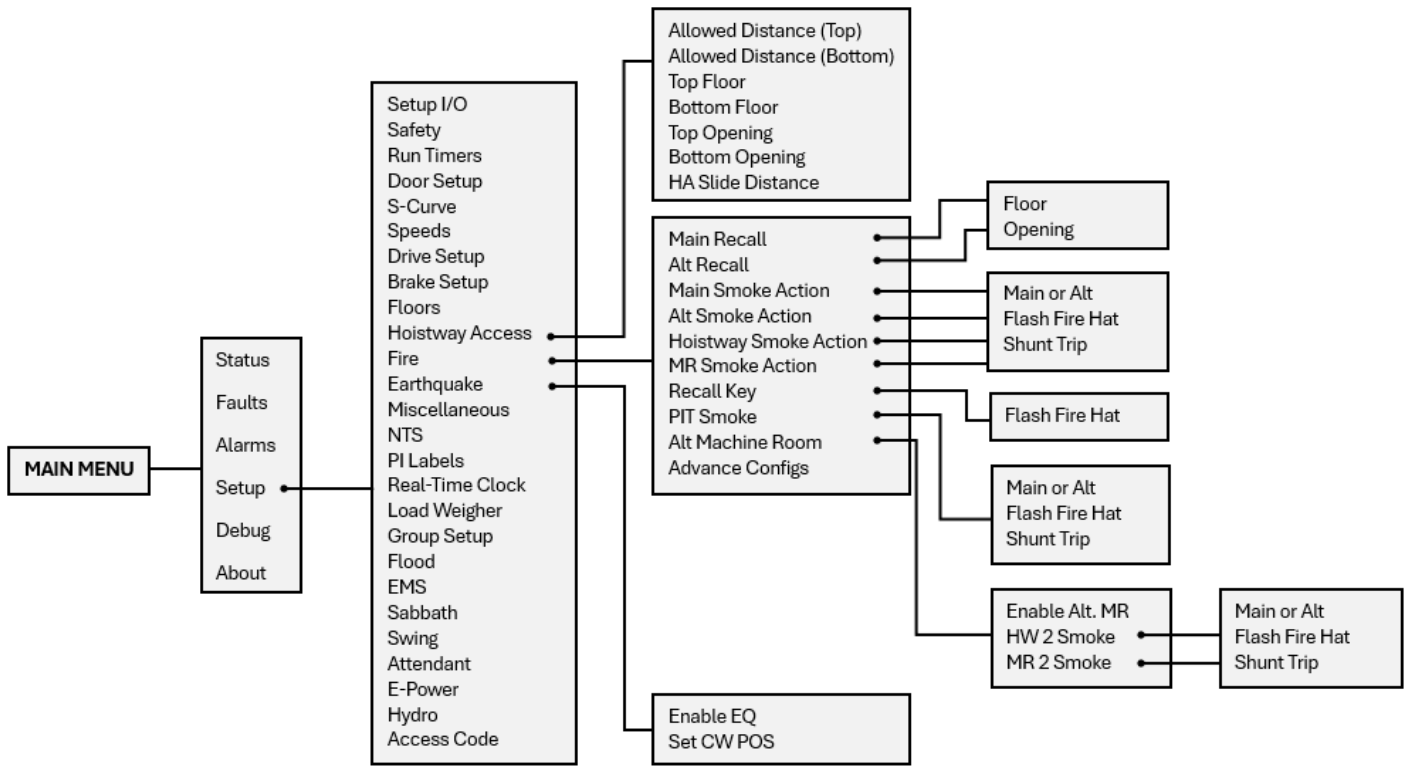 MAIN MENU
Status
Faults
Alarms
Setup
Debug
About
Setup I/O
Safety
Run Timers
Door Setup
S-Curve
Speeds
Drive Setup
Brake Setup
Floors
Hoistway Access
Fire
Earthquake
Miscellaneous
NTS
PI Labels
Real-Time Clock
Load Weigher
Group Setup
Flood
EMS
Sabbath
Swing
Attendant
E-Power
Hydro
Access Code
Allowed Distance (Top)
Allowed Distance (Bottom)
Top Floor
Bottom Floor
Top Opening
Bottom Opening
HA Slide Distance
Main Recall
Alt Recall
Main Smoke Action
Alt Smoke Action
Hoistway Smoke Action
MR Smoke Action
Recall Key
PIT Smoke
Alt Machine Room
Advance Configs
Enable EQ
Set CW POS
Floor
Opening
Main or Alt
Flash Fire Hat
Shunt Trip
Flash Fire Hat
Main or Alt
Flash Fire Hat
Shunt Trip
Enable Alt. MR
HW 2 Smoke
MR 2 Smoke
Main or Alt
Flash Fire Hat
Shunt Trip